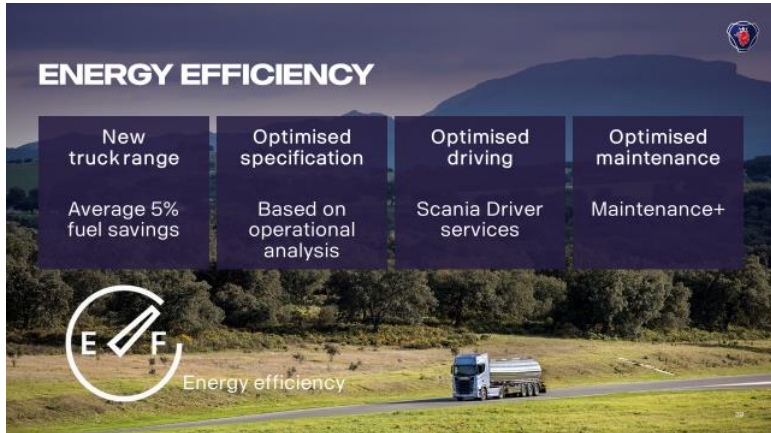 ENERGY EFFICIENCY
New
truck range
Average 5%
fuel savings
Optimised
specification
Based on
operational
analysis
Optimised
driving
Scania Driver
services
Optimised
maintenance
Maintenance+
E F
Energy efficiency